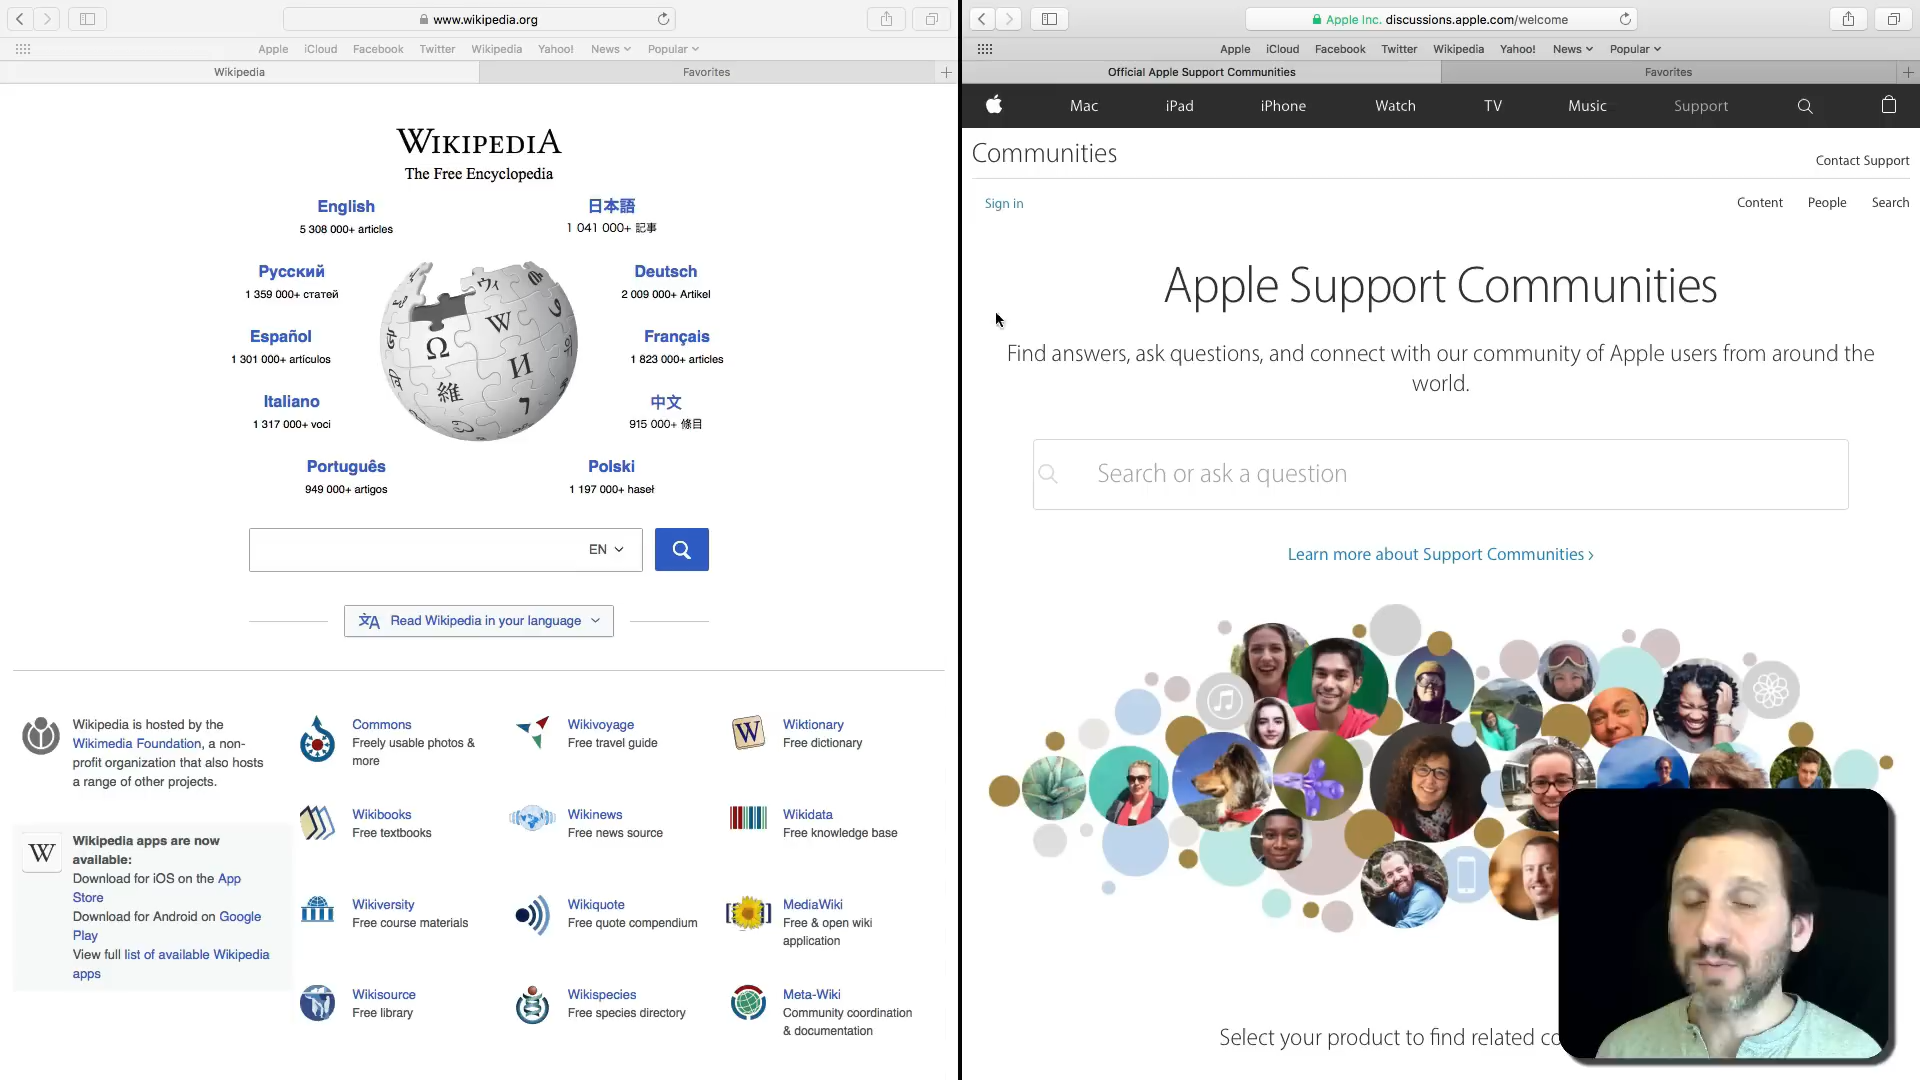 www.wikipedia.org
Apple iCloud Facebook Twitter Wikipedia Yahoo! News Popular
Wikipedia
Favorites
WIKIPEDIA
The Free Encyclopedia
English
5 308 000+ articles
日本語
1 041 000+ 記事
Русский
1 359 000+ статей
Deutsch
2 009 000+ Artikel
Español
1 301 000+ artículos
Français
1 823 000+ articles
Italiano
1 317 000+ voci
中文
915 000+ 條目
Português
949 000+ artigos
Polski
1 197 000+ haseł
EN
Read Wikipedia in your language
Wikipedia is hosted by the
Wikimedia Foundation, a non-
profit organization that also hosts
a range of other projects.
W
Wikipedia apps are now
available:
Download for iOS on the App
Store
Download for Android on Google
Play
View full list of available Wikipedia
apps
Commons
Freely usable photos &
more
Wikivoyage
Free travel guide
Wiktionary
Free dictionary
Wikibooks
Free textbooks
Wikinews
Free news source
Wikidata
Free knowledge base
Wikiversity
Free course materials
Wikiquote
Free quote compendium
MediaWiki
Free & open wiki
application
Wikisource
Free library
Wikispecies
Free species directory
Meta-Wiki
Community coordination
& documentation
Apple Inc. discussions.apple.com/welcome
Apple iCloud Facebook Twitter Wikipedia Yahoo! News Popular
Official Apple Support Communities
Favorites
Mac iPad iPhone Watch TV Music Support
Communities
Contact Support
Sign in
Content People Search
Apple Support Communities
Find answers, ask questions, and connect with our community of Apple users from around the
world.
Search or ask a question
Learn more about Support Communities ›
Select your product to find related